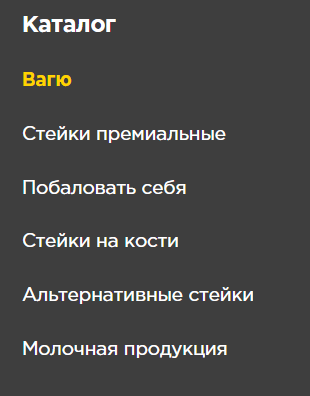 Каталог
Вагю
Стейки премиальные
Побаловать себя
Стейки на кости
Альтернативные стейки
Молочная продукция